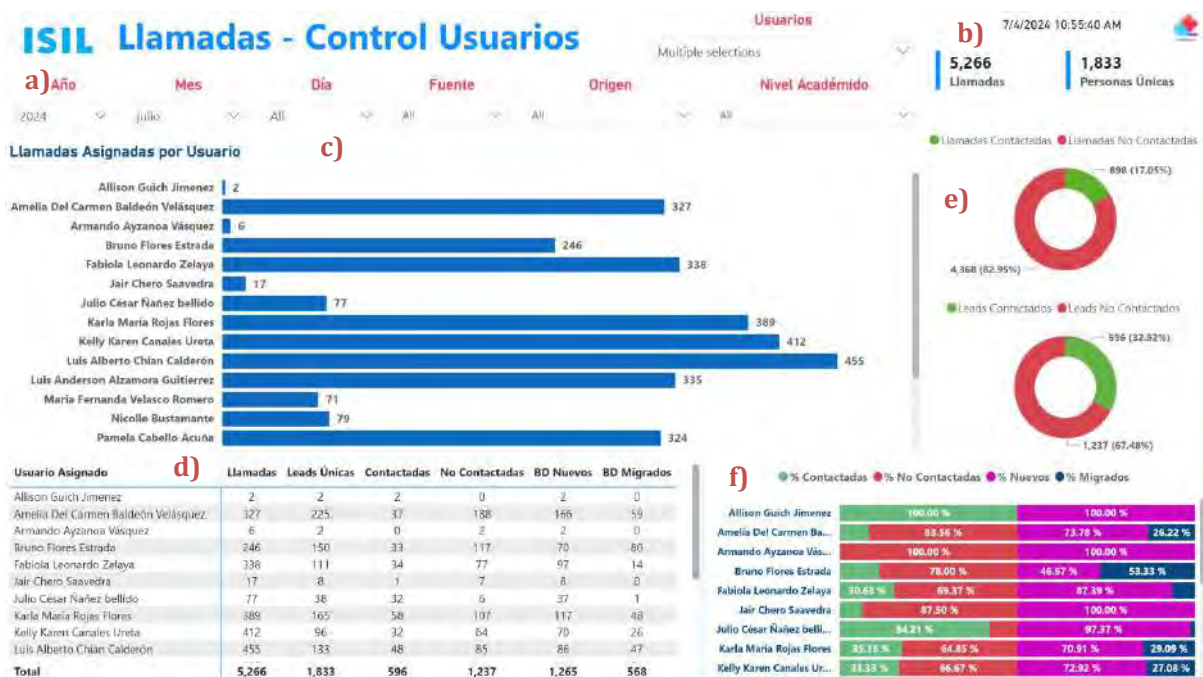 ISIL Llamadas - Control Usuarios
Usuarios
Multiple selections
b)
7/4/2024 10:55:40 AM
5,266
Llamadas
1,833
Personas Únicas
a) Año Mes Día Fuente Origen Nivel Académido
2024 julio All All All All
Llamadas Asignadas por Usuario
c)
Allison Guich Jimenez 2
Amelia Del Carmen Baldeón Velásquez 327
Armando Ayzanoa Vásquez 6
Bruno Flores Estrada 246
Fabiola Leonardo Zelaya 338
Jair Chero Saavedra 17
Julio César Ñañez bellido 77
Karla María Rojas Flores 389
Kelly Karen Canales Ureta 412
Luis Alberto Chian Calderón 455
Luis Anderson Alzamora Guitierrez 335
María Fernanda Velasco Romero 71
Nicolle Bustamante 79
Pamela Cabello Acuña 324
e)
Llamadas Contactadas Llamadas No Contactadas
898 (17.05%)
4,368 (82.95%)
Leads Contactados Leads No Contactados
596 (32.52%)
1,237 (67.48%)
d)
Usuario Asignado Llamadas Leads Únicas Contactadas No Contactadas BD Nuevos BD Migrados
Allison Guich Jimenez 2 2 2 0 2 0
Amelia Del Carmen Baldeón Velásquez 327 225 37 188 166 59
Armando Ayzanoa Vásquez 6 2 0 2 2 0
Bruno Flores Estrada 246 150 33 117 70 80
Fabiola Leonardo Zelaya 338 111 34 77 97 14
Jair Chero Saavedra 17 8 1 7 8 0
Julio César Ñañez bellido 77 38 32 6 37 1
Karla María Rojas Flores 389 165 58 107 117 48
Kelly Karen Canales Ureta 412 96 32 64 70 26
Luis Alberto Chian Calderón 455 133 48 85 86 47
Total 5,266 1,833 596 1,237 1,265 568
f)
% Contactadas % No Contactadas % Nuevos % Migrados
Allison Guich Jimenez 100.00 % 100.00 %
Amelia Del Carmen Ba... 83.56 % 73.78 % 26.22 %
Armando Ayzanoa Vás... 100.00 % 100.00 %
Bruno Flores Estrada 78.00 % 46.67 % 53.33 %
Fabiola Leonardo Zelaya 30.63 % 69.37 % 87.39 %
Jair Chero Saavedra 87.50 % 100.00 %
Julio César Ñañez belli... 84.21 % 97.37 %
Karla María Rojas Flores 35.15 % 64.85 % 70.91 % 29.09 %
Kelly Karen Canales Ur... 33.33 % 66.67 % 72.92 % 27.08 %